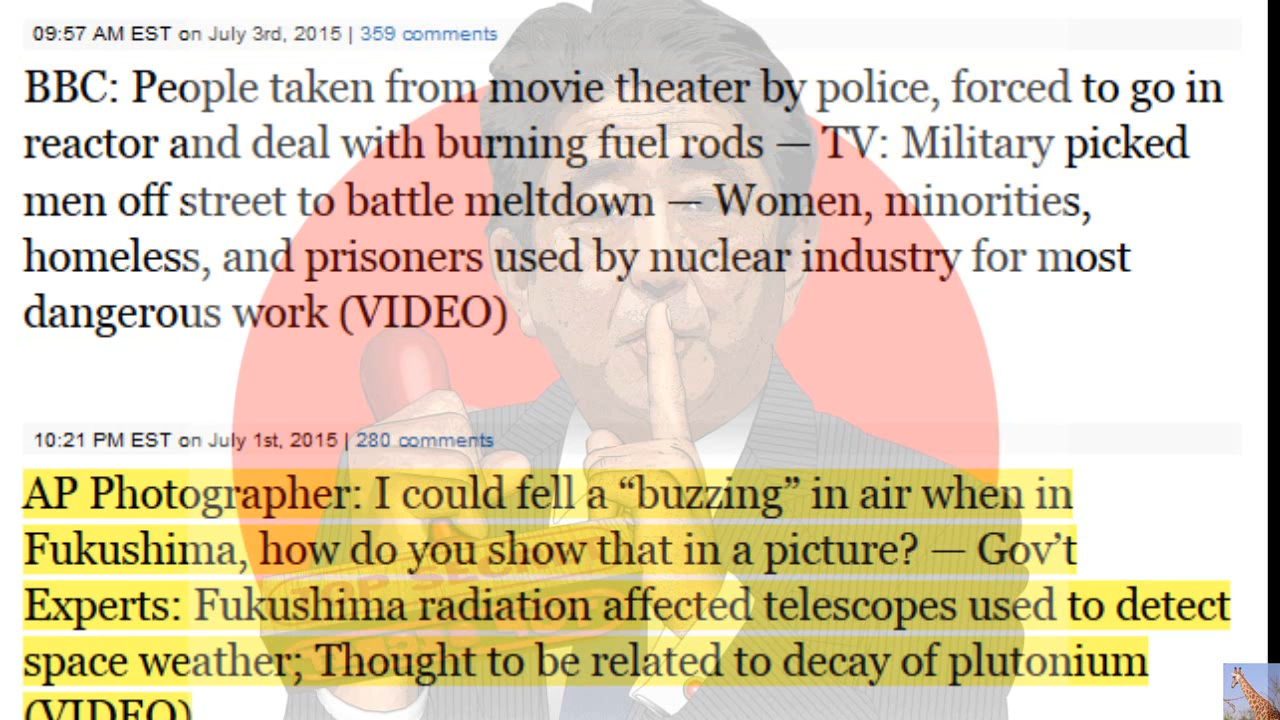 09:57 AM EST on July 3rd, 2015 | 359 comments
BBC: People taken from movie theater by police, forced to go in
reactor and deal with burning fuel rods — TV: Military picked
men off street to battle meltdown — Women, minorities,
homeless, and prisoners used by nuclear industry for most
dangerous work (VIDEO)
10:21 PM EST on July 1st, 2015 | 280 comments
AP Photographer: I could fell a “buzzing” in air when in
Fukushima, how do you show that in a picture? — Gov’t
Experts: Fukushima radiation affected telescopes used to detect
TOP SECRET
space weather; Thought to be related to decay of plutonium
(VIDEO)